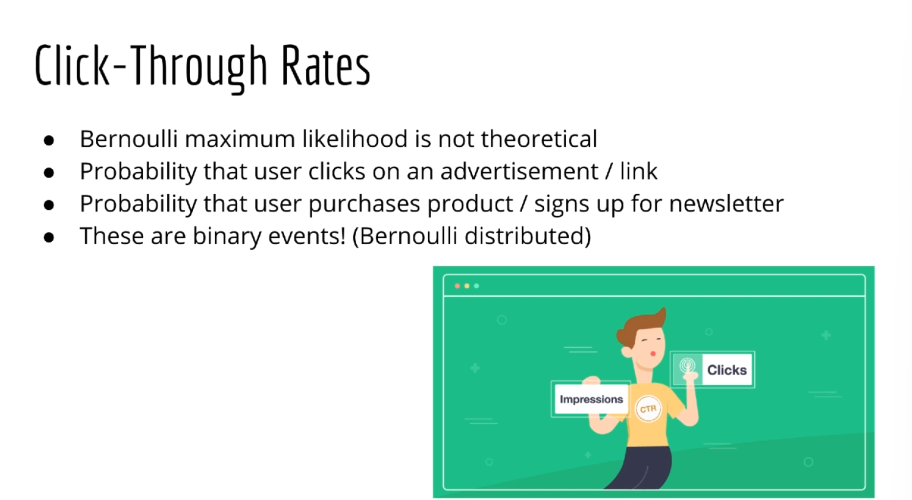 Click-Through Rates
● Bernoulli maximum likelihood is not theoretical
● Probability that user clicks on an advertisement / link
● Probability that user purchases product / signs up for newsletter
● These are binary events! (Bernoulli distributed)
Clicks
Impressions
CTR